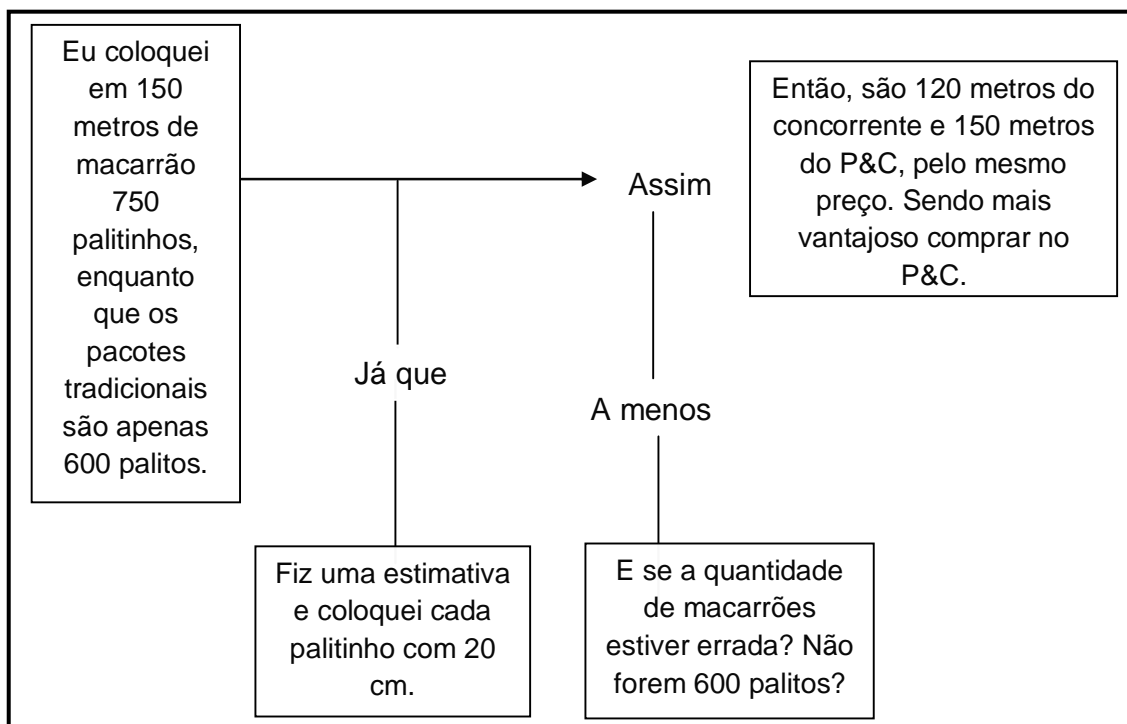 Eu coloquei
em 150
metros de
macarrão
750
palitinhos,
enquanto
que os
pacotes
tradicionais
são apenas
600 palitos.
Assim
Então, são 120 metros do
concorrente e 150 metros
do P&C, pelo mesmo
preço. Sendo mais
vantajoso comprar no
P&C.
Já que
A menos
Fiz uma estimativa
e coloquei cada
palitinho com 20
cm.
E se a quantidade
de macarrões
estiver errada? Não
forem 600 palitos?